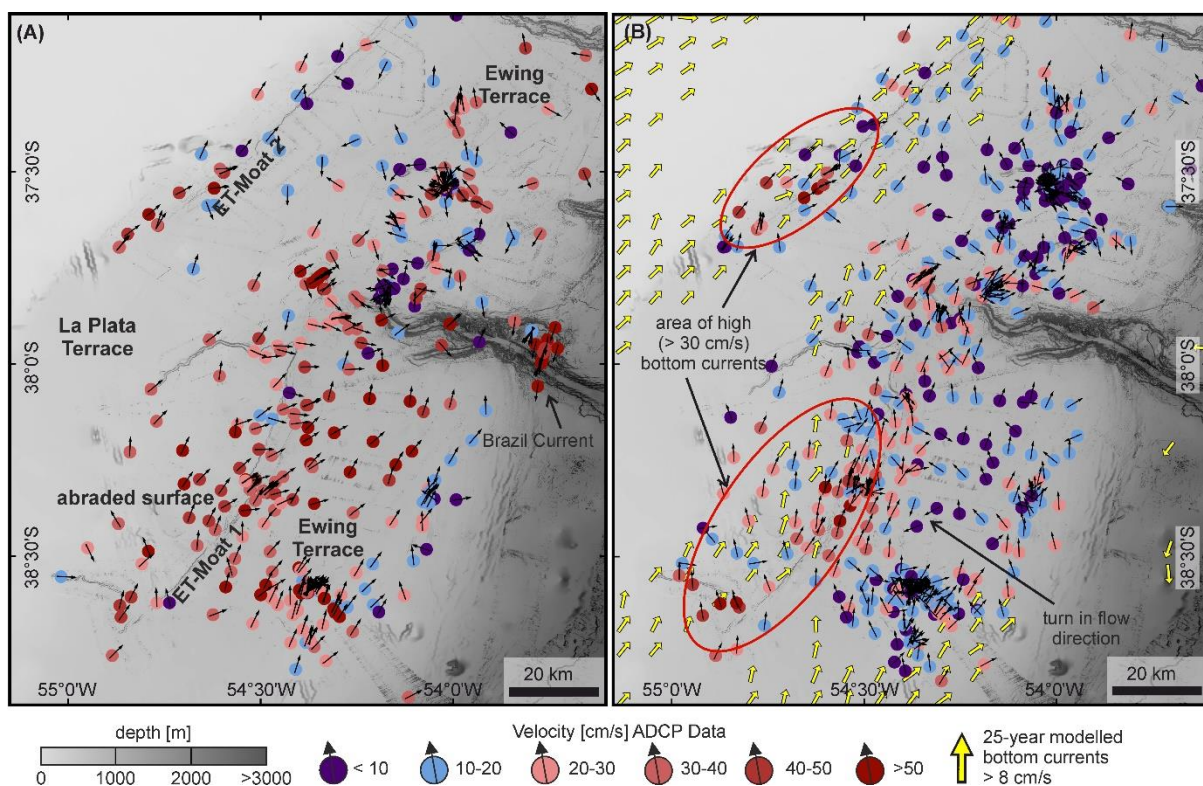 (A)
Ewing
Terrace
ET-Moat 2
La Plata
Terrace
Brazil Current
abraded surface
Ewing
Terrace
ET-Moat 1
37°30'S
38°0'S
38°30'S
55°0'W
54°30'W
54°0'W
20 km
(B)
area of high
(> 30 cm/s)
bottom currents
turn in flow
direction
37°30'S
38°0'S
38°30'S
55°0'W
54°30'W
54°0'W
20 km
depth [m]
0 1000 2000 >3000
Velocity [cm/s] ADCP Data
< 10 10-20 20-30 30-40 40-50 >50
25-year modelled
bottom currents
> 8 cm/s